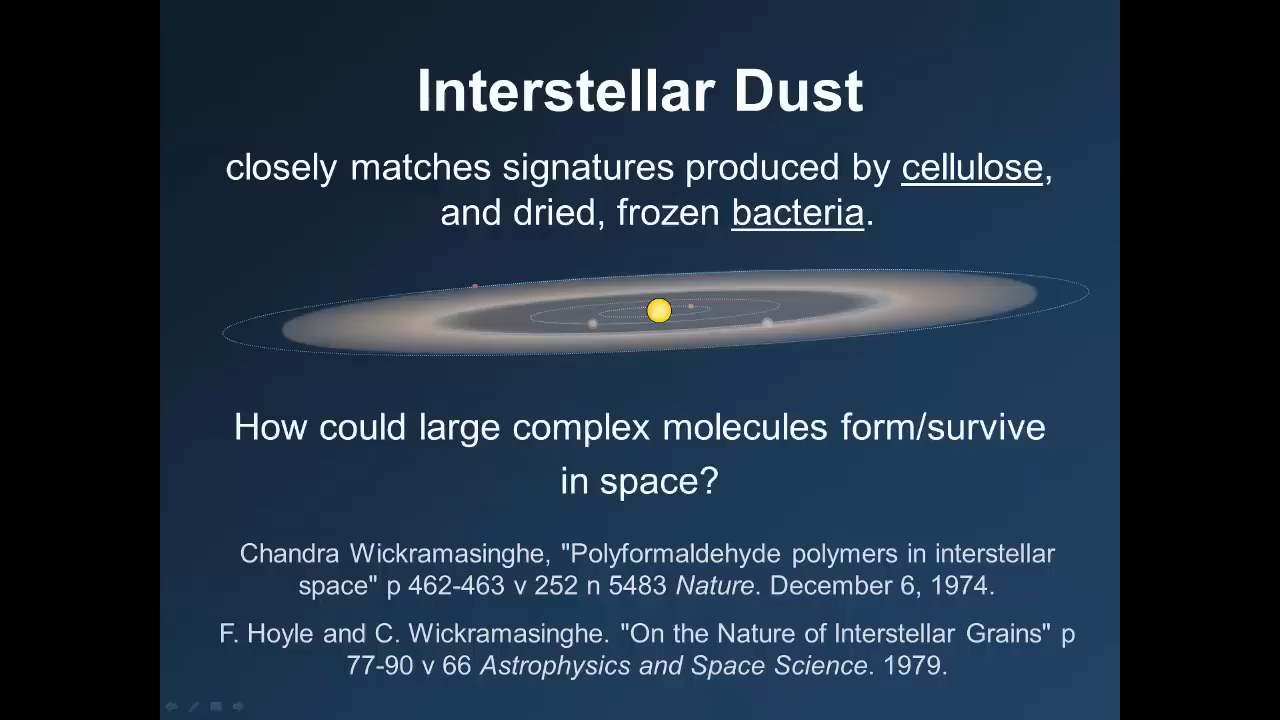 Interstellar Dust
closely matches signatures produced by cellulose,
and dried, frozen bacteria.
How could large complex molecules form/survive
in space?
Chandra Wickramasinghe, "Polyformaldehyde polymers in interstellar
space" p 462-463 v 252 n 5483 Nature. December 6, 1974.
F. Hoyle and C. Wickramasinghe. "On the Nature of Interstellar Grains" p
77-90 v 66 Astrophysics and Space Science. 1979.